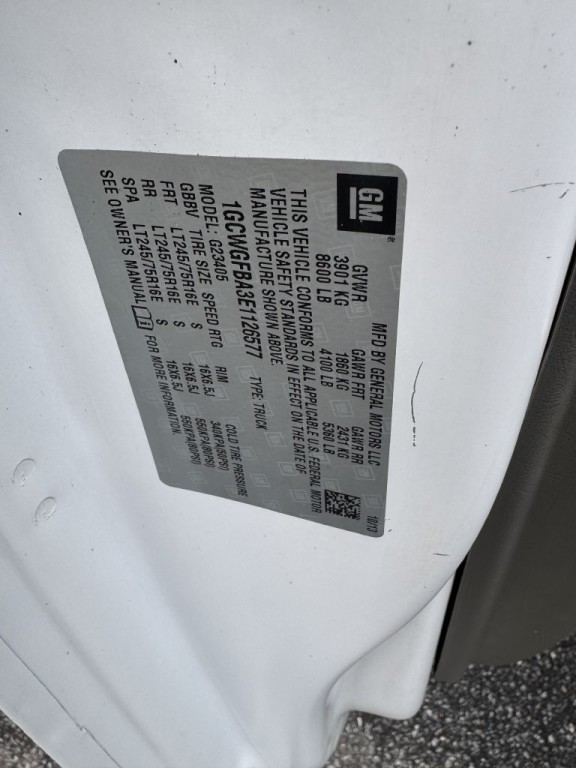 GM ®
MFD BY GENERAL MOTORS LLC 10/13
GVWR GAWR FRT GAWR RR
3901 KG 1860 KG 2431 KG
8600 LB 4100 LB 5360 LB
THIS VEHICLE CONFORMS TO ALL APPLICABLE U.S. FEDERAL MOTOR
VEHICLE SAFETY STANDARDS IN EFFECT ON THE DATE OF
MANUFACTURE SHOWN ABOVE.
1GCWGFBA3E1126577 TYPE: TRUCK
MODEL: G23405
GBBV TIRE SIZE SPEED RTG RIM COLD TIRE PRESSURE
FRT LT245/75R16E S 16X6.5J 340KPA(50PSI)
RR LT245/75R16E S 16X6.5J 550KPA(80PSI)
SPA LT245/75R16E S 16X6.5J 550KPA(80PSI)
SEE OWNER'S MANUAL FOR MORE INFORMATION.